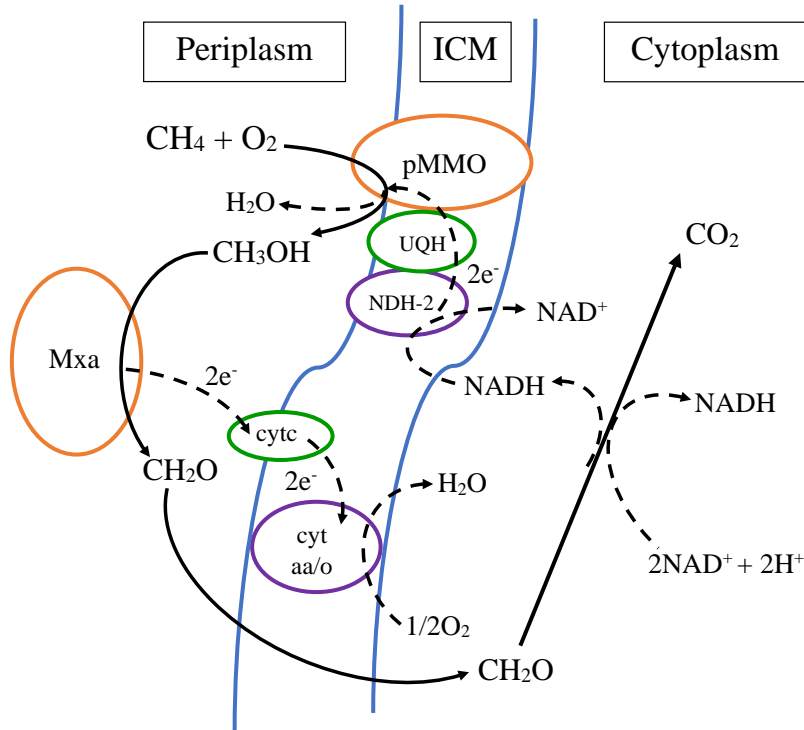 Periplasm
ICM
Cytoplasm
CH₄ + O₂
pMMO
H₂O
CH₃OH
UQH
2e⁻
NDH-2
NAD⁺
CO₂
Mxa
2e⁻
NADH
NADH
cytc
CH₂O
2e⁻
H₂O
cyt
aa/o
2NAD⁺ + 2H⁺
1/2O₂
CH₂O